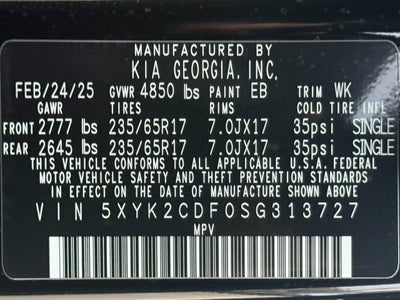 MANUFACTURED BY
KIA GEORGIA, INC.
FEB/24/25 GVWR 4850 lbs PAINT EB TRIM WK
GAWR TIRES RIMS COLD TIRE INFL
FRONT 2777 lbs 235/65R17 7.0JX17 35psi SINGLE
REAR 2645 lbs 235/65R17 7.0JX17 35psi SINGLE
THIS VEHICLE CONFORMS TO ALL APPLICABLE U.S.A. FEDERAL
MOTOR VEHICLE SAFETY AND THEFT PREVENTION STANDARDS
IN EFFECT ON THE DATE OF MANUFACTURE SHOWN ABOVE
VIN 5XYK2CDF0SG313727
MPV